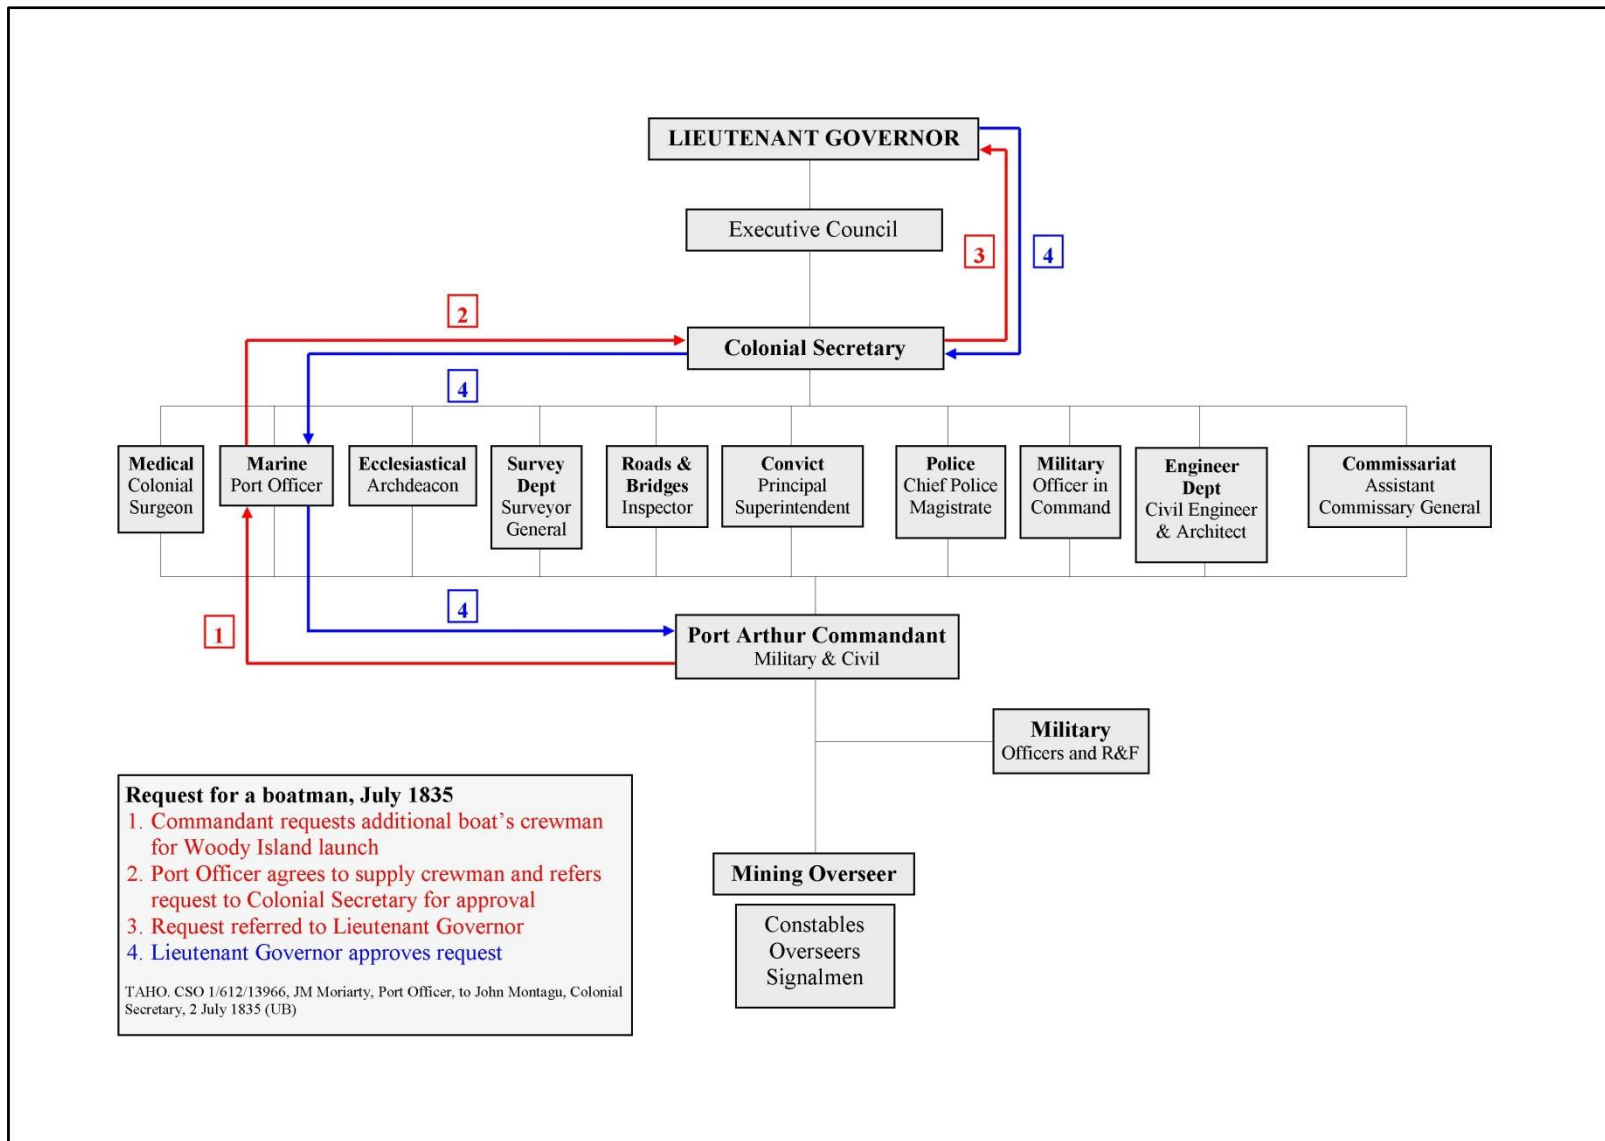 LIEUTENANT GOVERNOR
Executive Council
3
4
2
Colonial Secretary
4
Medical
Colonial
Surgeon
Marine
Port Officer
Ecclesiastical
Archdeacon
Survey
Dept
Surveyor
General
Roads &
Bridges
Inspector
Convict
Principal
Superintendent
Police
Chief Police
Magistrate
Military
Officer in
Command
Engineer
Dept
Civil Engineer
& Architect
Commissariat
Assistant
Commissary General
4
1
Port Arthur Commandant
Military & Civil
Military
Officers and R&F
Mining Overseer
Constables
Overseers
Signalmen
Request for a boatman, July 1835
1. Commandant requests additional boat's crewman
for Woody Island launch
2. Port Officer agrees to supply crewman and refers
request to Colonial Secretary for approval
3. Request referred to Lieutenant Governor
4. Lieutenant Governor approves request
TAHO. CSO 1/612/13966, JM Moriarty, Port Officer, to John Montagu, Colonial
Secretary, 2 July 1835 (UB)